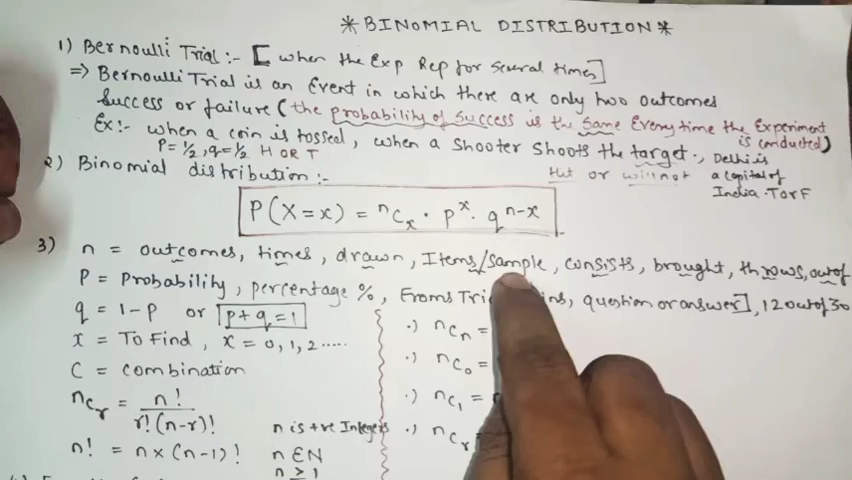 *BINOMIAL DISTRIBUTION*
1) Bernoulli Trial :- [when the Exp Rep for several times]
=> Bernoulli Trial is an Event in which there are only two outcomes
success or failure (the probability of success is the same Every time the Experiment is conducted)
Ex:- when a coin is tossed, when a shooter shoots the target., Delhi is
P=1/2, q=1/2 H OR T Hit or will not a capital of
India. T or F
2) Binomial distribution :-
P(X=x) = nCx · p^x · q^n-x
3) n = outcomes, times, drawn, Items/sample, consists, brought, throws, out of
P = Probability, percentage %, From, question or answer], 12 out of 30
q = 1-p or p+q=1
x = To Find, x = 0, 1, 2 .....
C = combination
nCr = n!/r!(n-r)!
n is +ve Integers
n! = n×(n-1)! n∈N
n≥1
·) nCn =
·) nC0 =
·) nC1 =
·) nCr =